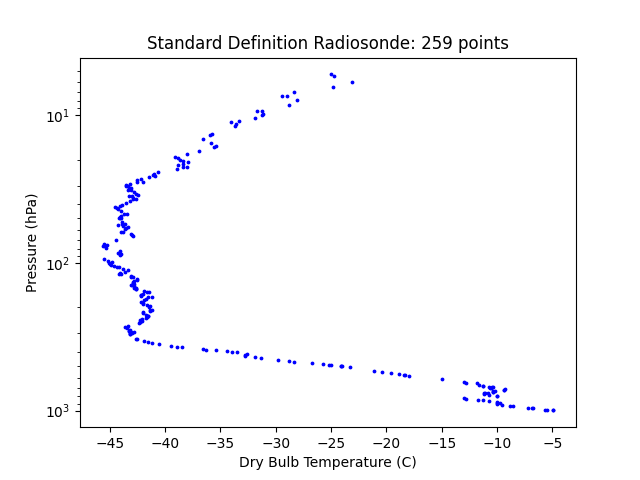 Standard Definition Radiosonde: 259 points
Pressure (hPa)
10¹
10²
10³
−45 −40 −35 −30 −25 −20 −15 −10 −5
Dry Bulb Temperature (C)